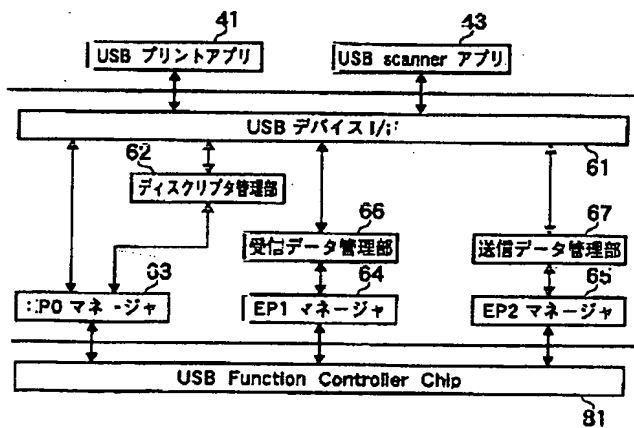 41
43
USB プリントアプリ
USB scanner アプリ
USB デバイス I/F
61
62
ディスクリプタ管理部
66
67
受信データ管理部
送信データ管理部
63
64
65
EP0 マネージャ
EP1 マネージャ
EP2 マネージャ
USB Function Controller Chip
81